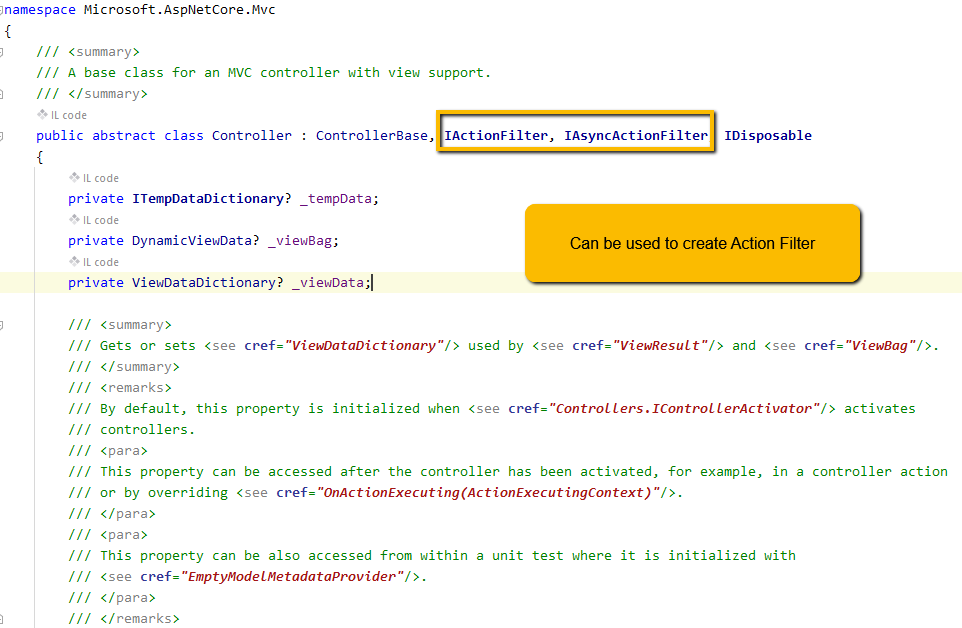 namespace Microsoft.AspNetCore.Mvc
{
/// <summary>
/// A base class for an MVC controller with view support.
/// </summary>
IL code
public abstract class Controller : ControllerBase, IActionFilter, IAsyncActionFilter, IDisposable
{
IL code
private ITempDataDictionary? _tempData;
IL code
private DynamicViewData? _viewBag;
Can be used to create Action Filter
IL code
private ViewDataDictionary? _viewData;
/// <summary>
/// Gets or sets <see cref="ViewDataDictionary"/> used by <see cref="ViewResult"/> and <see cref="ViewBag"/>.
/// </summary>
/// <remarks>
/// By default, this property is initialized when <see cref="Controllers.IControllerActivator"/> activates
/// controllers.
/// <para>
/// This property can be accessed after the controller has been activated, for example, in a controller action
/// or by overriding <see cref="OnActionExecuting(ActionExecutingContext)"/>.
/// </para>
/// <para>
/// This property can be also accessed from within a unit test where it is initialized with
/// <see cref="EmptyModelMetadataProvider"/>.
/// </para>
/// </remarks>